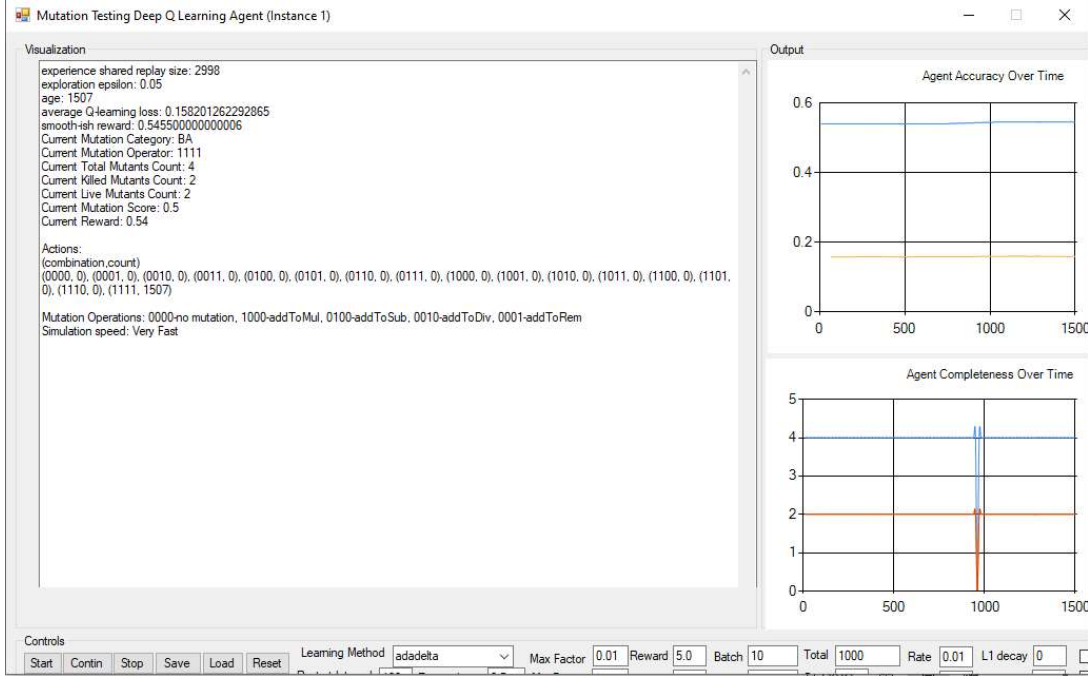 Mutation Testing Deep Q Learning Agent (Instance 1)
Visualization
experience shared replay size: 2998
exploration epsilon: 0.05
age: 1507
average Q-learning loss: 0.158201262292865
smooth-ish reward: 0.545500000000006
Current Mutation Category: BA
Current Mutation Operator: 1111
Current Total Mutants Count: 4
Current Killed Mutants Count: 2
Current Live Mutants Count: 2
Current Mutation Score: 0.5
Current Reward: 0.54
Actions:
(combination,count)
(0000, 0), (0001, 0), (0010, 0), (0011, 0), (0100, 0), (0101, 0), (0110, 0), (0111, 0), (1000, 0), (1001, 0), (1010, 0), (1011, 0), (1100, 0), (1101,
0), (1110, 0), (1111, 1507)
Mutation Operations: 0000-no mutation, 1000-addToMul, 0100-addToSub, 0010-addToDiv, 0001-addToRem
Simulation speed: Very Fast
Output
Agent Accuracy Over Time
0.6
0.4
0.2
0
0 500 1000 1500
Agent Completeness Over Time
5
4
3
2
1
0
0 500 1000 1500
Controls
Start Contin Stop Save Load Reset Learning Method adadelta Max Factor 0.01 Reward 5.0 Batch 10 Total 1000 Rate 0.01 L1 decay 0